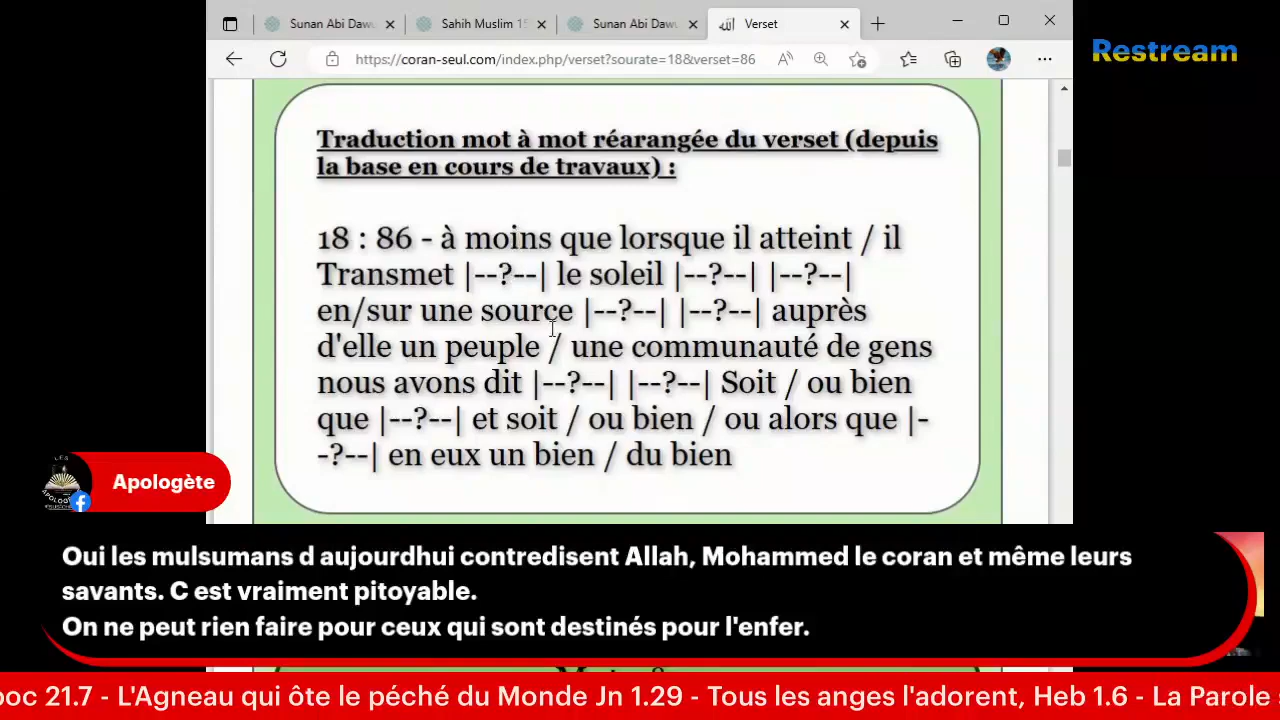 Sunan Abi Dawu
Sahih Muslim 15
Sunan Abi Dawu
Verset
https://coran-seul.com/index.php/verset?sourate=18&verset=86
Restream
Traduction mot à mot réarangée du verset (depuis
la base en cours de travaux) :
18 : 86 - à moins que lorsque il atteint / il
Transmet |--?--| le soleil |--?--| |--?--|
en/sur une source |--?--| |--?--| auprès
d'elle un peuple / une communauté de gens
nous avons dit |--?--| |--?--| Soit / ou bien
que |--?--| et soit / ou bien / ou alors que |-
-?--| en eux un bien / du bien
LES
Apologète
Oui les mulsumans d aujourdhui contredisent Allah, Mohammed le coran et même leurs
savants. C est vraiment pitoyable.
On ne peut rien faire pour ceux qui sont destinés pour l'enfer.
poc 21.7 - L'Agneau qui ôte le péché du Monde Jn 1.29 - Tous les anges l'adorent, Heb 1.6 - La Parole